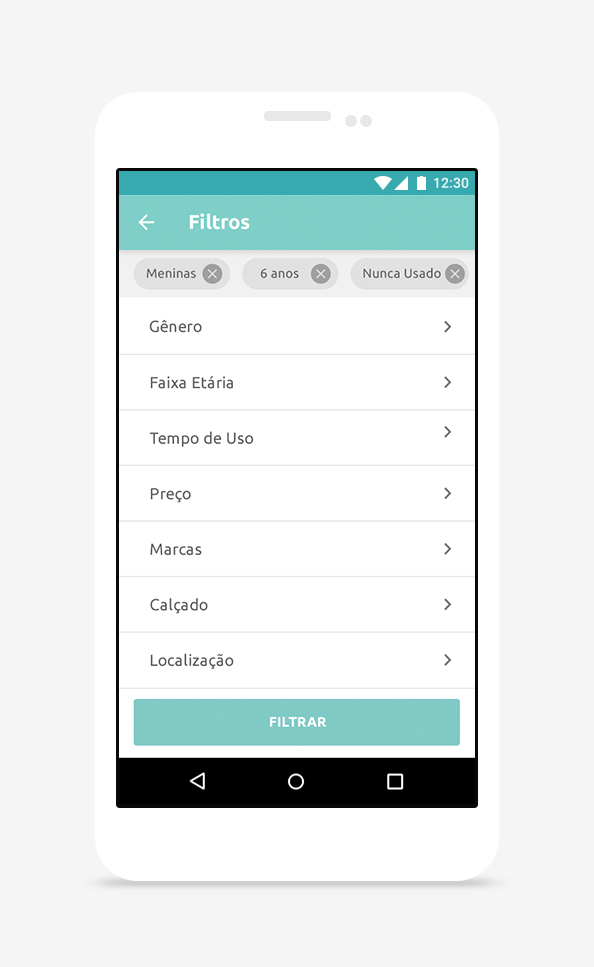 12:30
Filtros
Meninas 6 anos Nunca Usado
Gênero
Faixa Etária
Tempo de Uso
Preço
Marcas
Calçado
Localização
FILTRAR